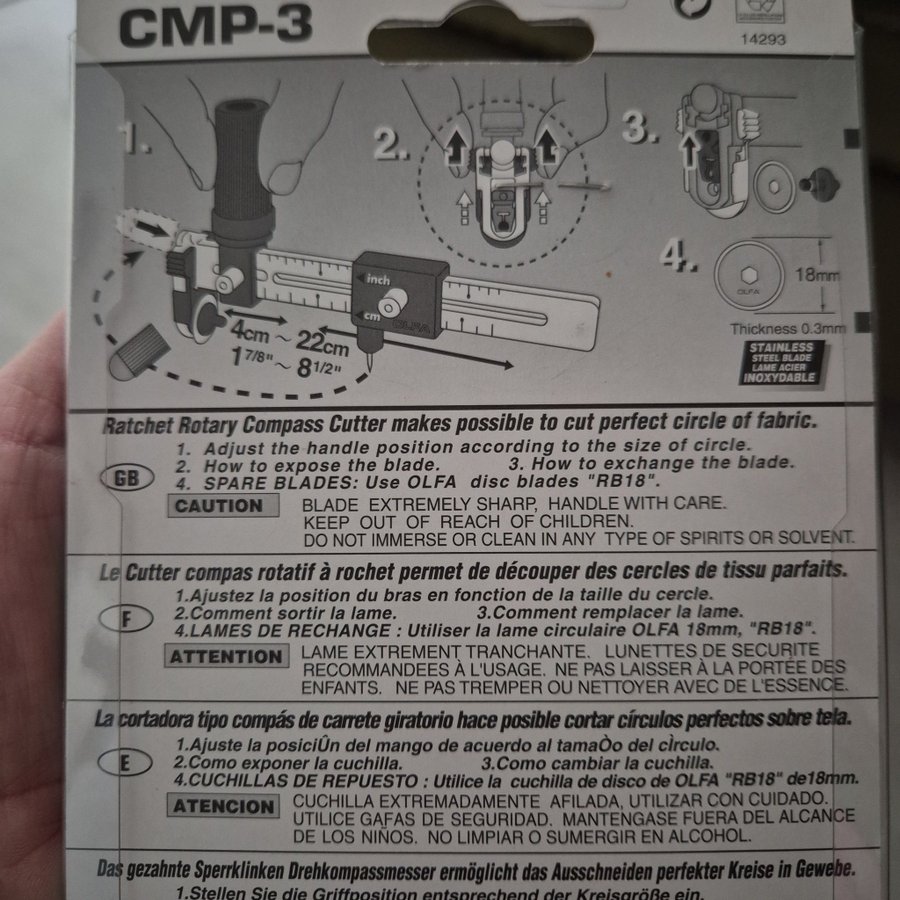 CMP-3
14293
1.
2.
3.
inch
cm
OLFA
4cm ~ 22cm
1 7/8" ~ 8 1/2"
4.
OLFA
18mm
Thickness 0.3mm
STAINLESS
STEEL BLADE
LAME ACIER
INOXYDABLE
Ratchet Rotary Compass Cutter makes possible to cut perfect circle of fabric.
GB
1. Adjust the handle position according to the size of circle.
2. How to expose the blade. 3. How to exchange the blade.
4. SPARE BLADES: Use OLFA disc blades "RB18".
CAUTION
BLADE EXTREMELY SHARP, HANDLE WITH CARE.
KEEP OUT OF REACH OF CHILDREN.
DO NOT IMMERSE OR CLEAN IN ANY TYPE OF SPIRITS OR SOLVENT.
Le Cutter compas rotatif à rochet permet de découper des cercles de tissu parfaits.
F
1.Ajustez la position du bras en fonction de la taille du cercle.
2.Comment sortir la lame. 3.Comment remplacer la lame.
4.LAMES DE RECHANGE : Utiliser la lame circulaire OLFA 18mm, "RB18".
ATTENTION
LAME EXTREMENT TRANCHANTE. LUNETTES DE SECURITE
RECOMMANDEES À L'USAGE. NE PAS LAISSER À LA PORTÉE DES
ENFANTS. NE PAS TREMPER OU NETTOYER AVEC DE L'ESSENCE.
La cortadora tipo compás de carrete giratorio hace posible cortar círculos perfectos sobre tela.
E
1.Ajuste la posiciÛn del mango de acuerdo al tamaÒo del cÌrculo.
2.Como exponer la cuchilla. 3.Como cambiar la cuchilla.
4.CUCHILLAS DE REPUESTO : Utilice la cuchilla de disco de OLFA "RB18" de18mm.
ATENCION
CUCHILLA EXTREMADAMENTE AFILADA, UTILIZAR CON CUIDADO.
UTILICE GAFAS DE SEGURIDAD. MANTENGASE FUERA DEL ALCANCE
DE LOS NIÑOS. NO LIMPIAR O SUMERGIR EN ALCOHOL.
Das gezahnte Sperrklinken Drehkompassmesser ermöglicht das Ausschneiden perfekter Kreise in Gewebe.
1.Stellen Sie die Griffposition entsprechend der Kreisgröße ein.